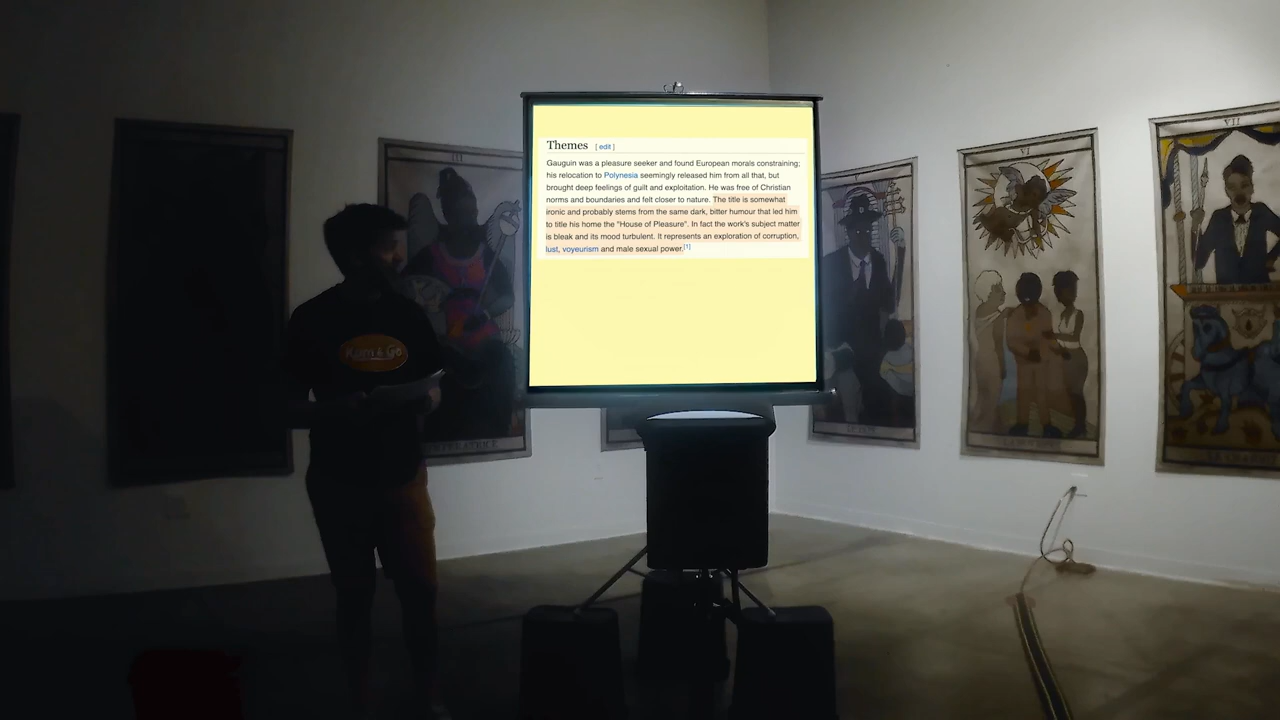 Themes [ edit ]
Gauguin was a pleasure seeker and found European morals constraining;
his relocation to Polynesia seemingly released him from all that, but
brought deep feelings of guilt and exploitation. He was free of Christian
norms and boundaries and felt closer to nature. The title is somewhat
ironic and probably stems from the same dark, bitter humour that led him
to title his home the "House of Pleasure". In fact the work's subject matter
is bleak and its mood turbulent. It represents an exploration of corruption,
lust, voyeurism and male sexual power.[1]
Kum & Go
III
V
VI
VII